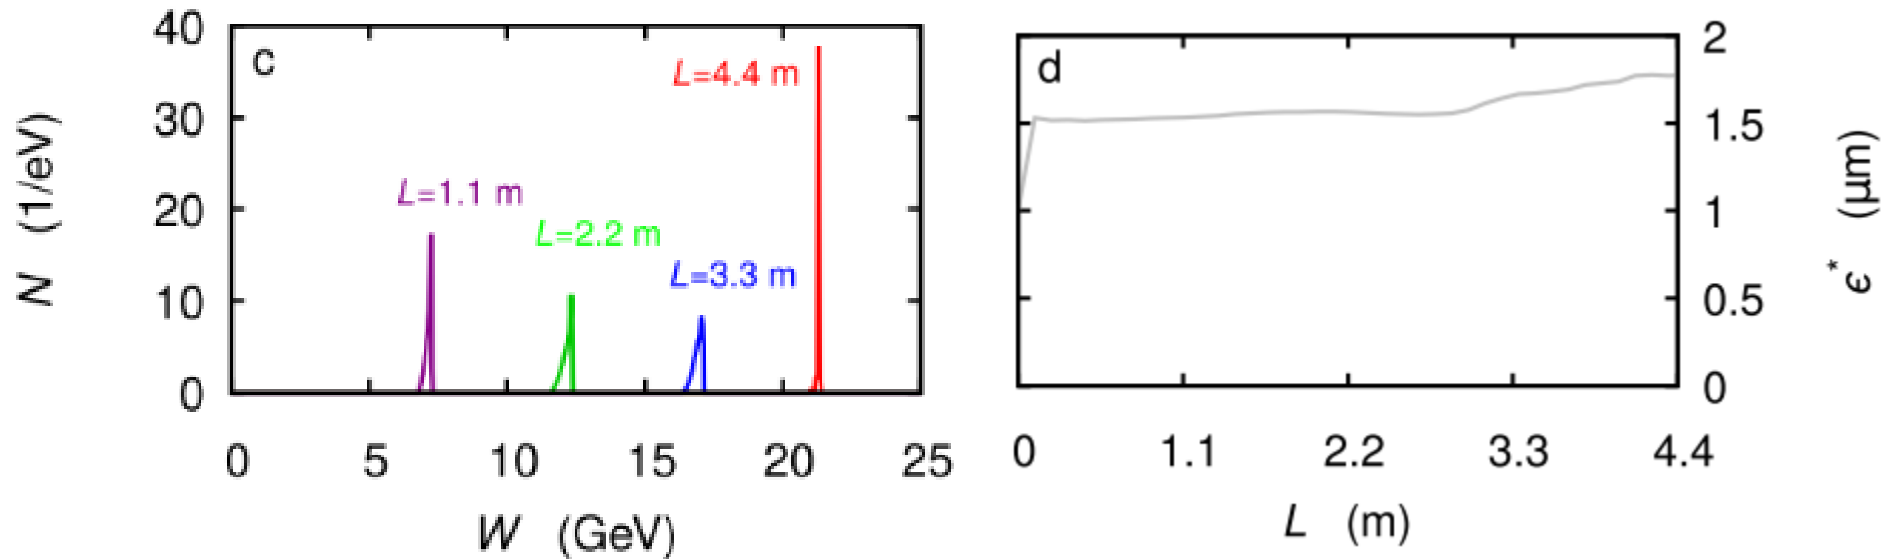 c
N (1/eV)
40
30
20
10
0
L=1.1 m
L=2.2 m
L=3.3 m
L=4.4 m
0 5 10 15 20 25
W (GeV)
d
2
1.5
1
0.5
0
ϵ* (μm)
0 1.1 2.2 3.3 4.4
L (m)